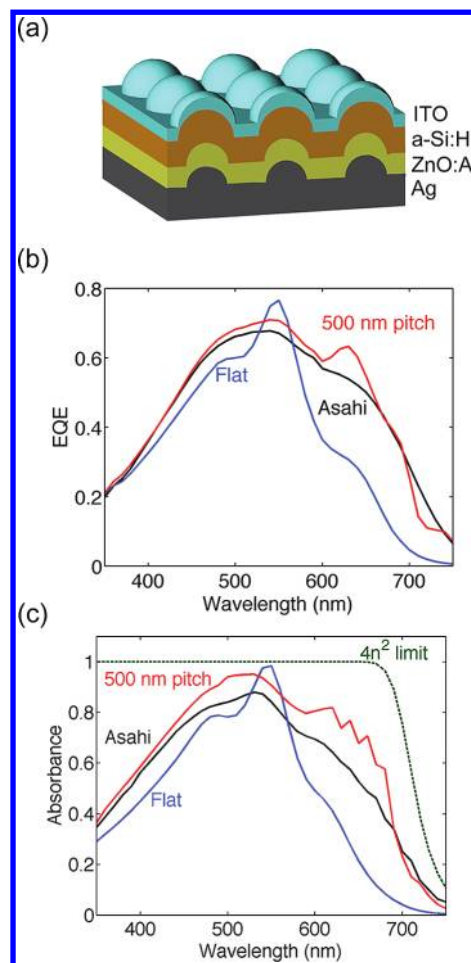 (a)
ITO
a-Si:H
ZnO:A
Ag
(b)
0.8
0.6
0.4
0.2
0
EQE
500 nm pitch
Flat
Asahi
400 500 600 700
Wavelength (nm)
(c)
1
0.8
0.6
0.4
0.2
0
Absorbance
4n² limit
500 nm pitch
Asahi
Flat
400 500 600 700
Wavelength (nm)